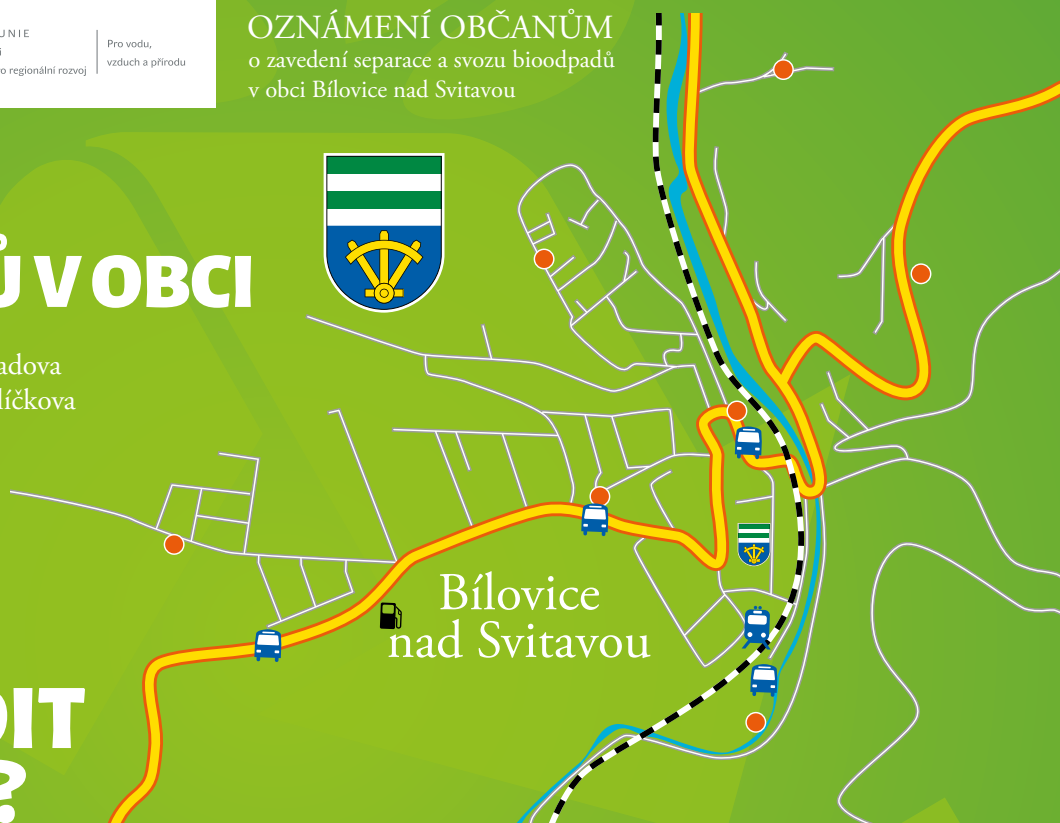 UNIE
i
o regionální rozvoj
Pro vodu,
vzduch a přírodu
OZNÁMENÍ OBČANŮM
o zavedení separace a svozu bioodpadů
v obci Bílovice nad Svitavou
Ů V OBCI
adova
líčkova
Bílovice
nad Svitavou
DIT
?